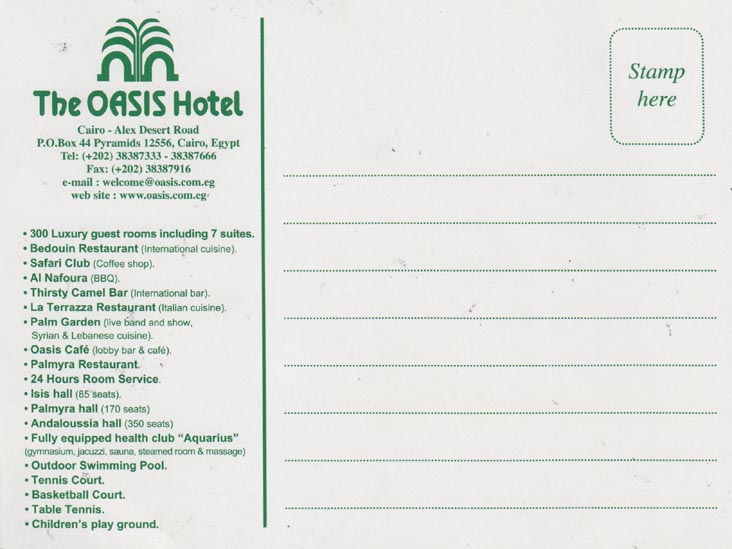 The OASIS Hotel
Cairo - Alex Desert Road
P.O.Box 44 Pyramids 12556, Cairo, Egypt
Tel: (+202) 38387333 - 38387666
Fax: (+202) 38387916
e-mail : welcome@oasis.com.eg
web site : www.oasis.com.eg
• 300 Luxury guest rooms including 7 suites.
• Bedouin Restaurant (International cuisine).
• Safari Club (Coffee shop).
• Al Nafoura (BBQ).
• Thirsty Camel Bar (International bar).
• La Terrazza Restaurant (Italian cuisine).
• Palm Garden (live band and show,
Syrian & Lebanese cuisine).
• Oasis Café (lobby bar & café).
• Palmyra Restaurant.
• 24 Hours Room Service.
• Isis hall (85 seats).
• Palmyra hall (170 seats)
• Andaloussia hall (350 seats)
• Fully equipped health club “Aquarius”
(gymnasium, jacuzzi, sauna, steamed room & massage)
• Outdoor Swimming Pool.
• Tennis Court.
• Basketball Court.
• Table Tennis.
• Children’s play ground.
Stamp
here